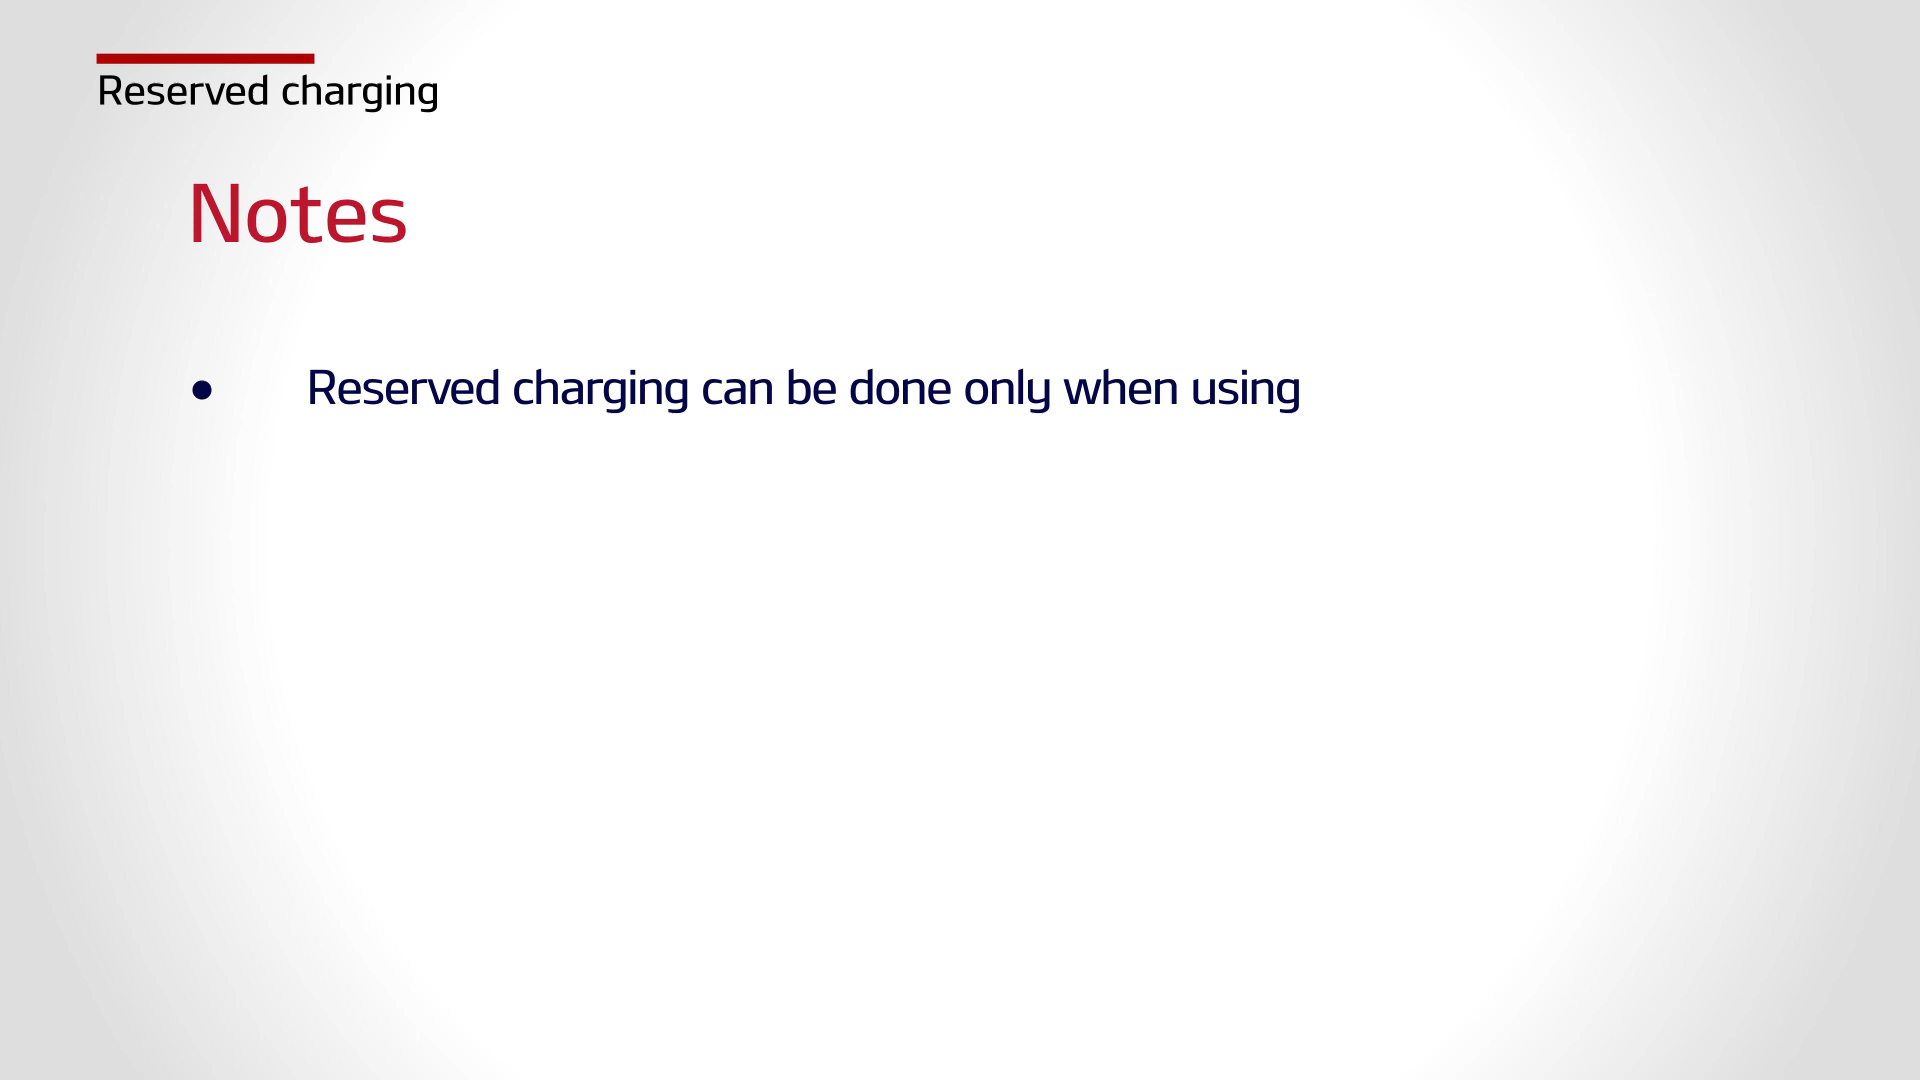 Reserved charging
Notes
● Reserved charging can be done only when using